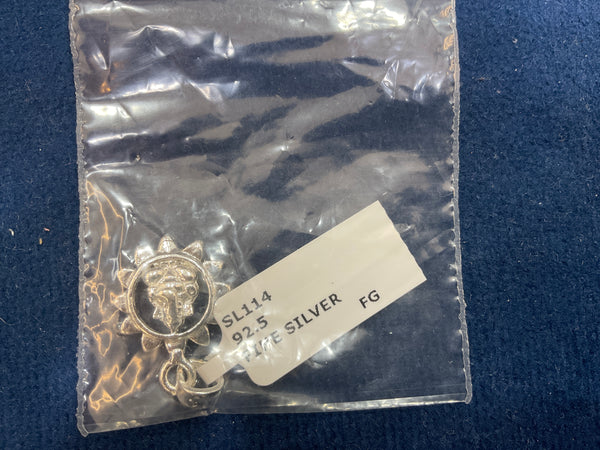 SL114
92.5
FINE SILVER
FG